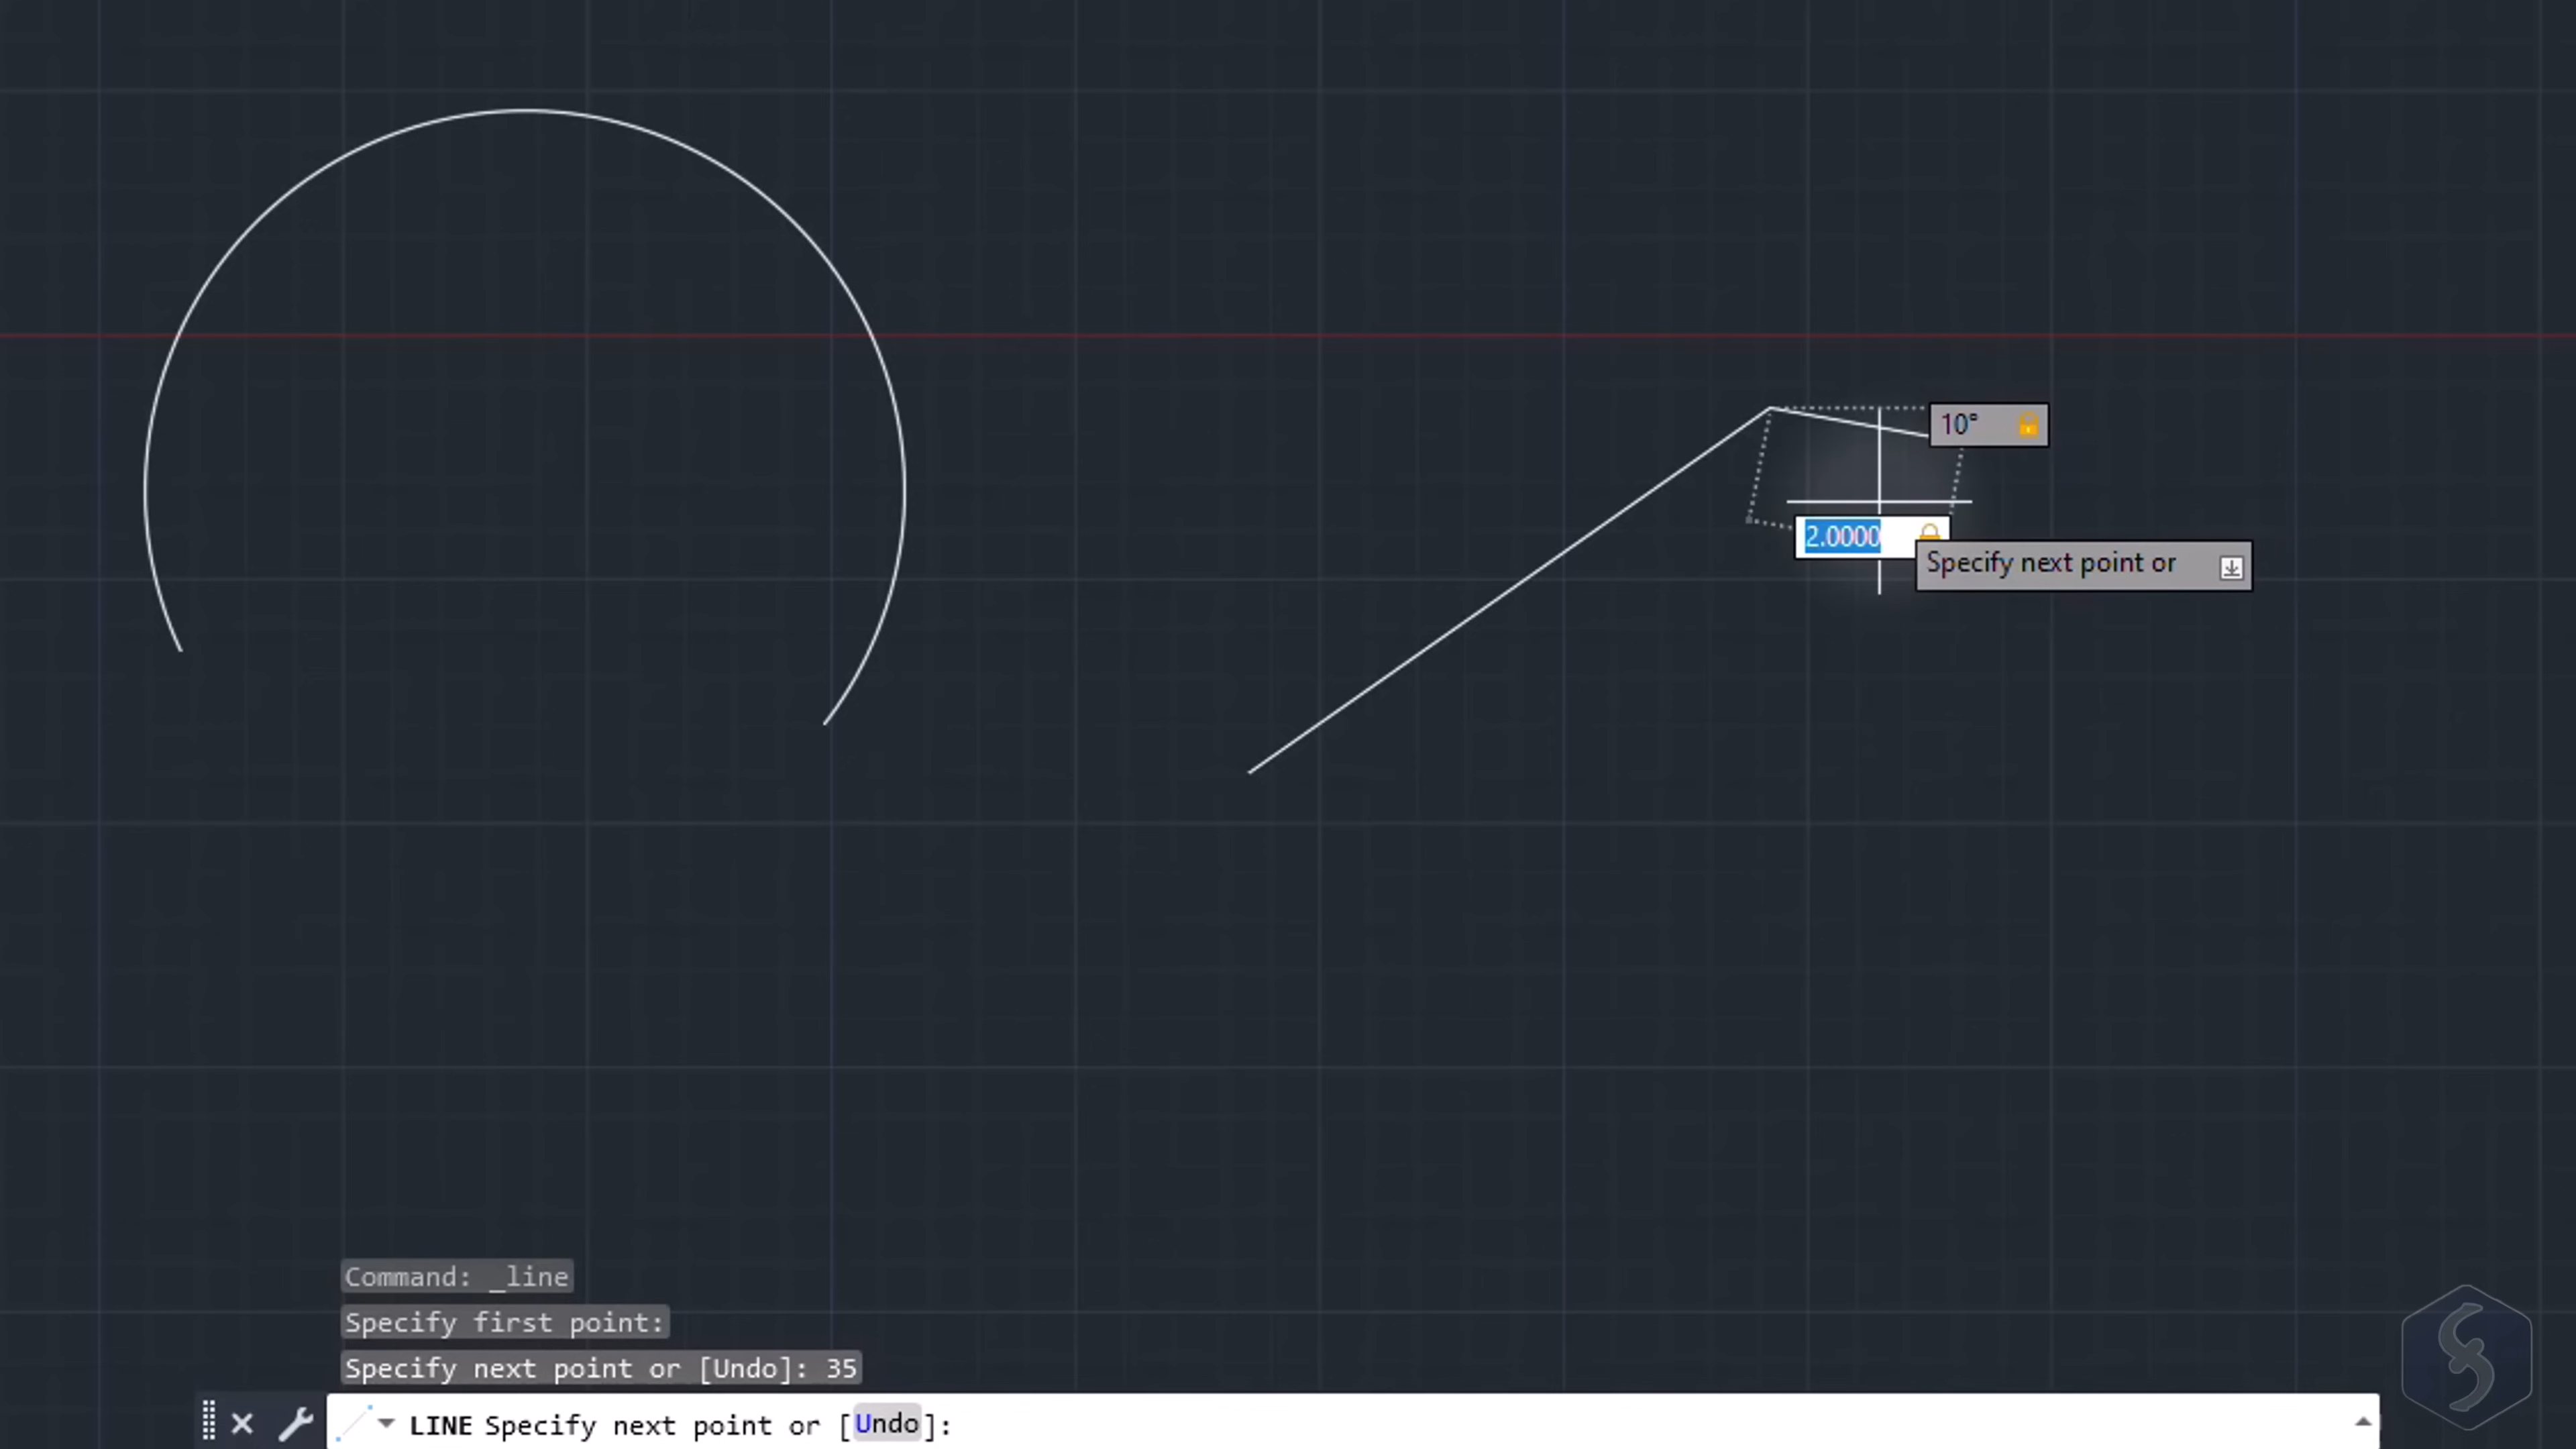 10°
2.0000
Specify next point or
Command: _line
Specify first point:
Specify next point or [Undo]: 35
LINE Specify next point or [Undo]: